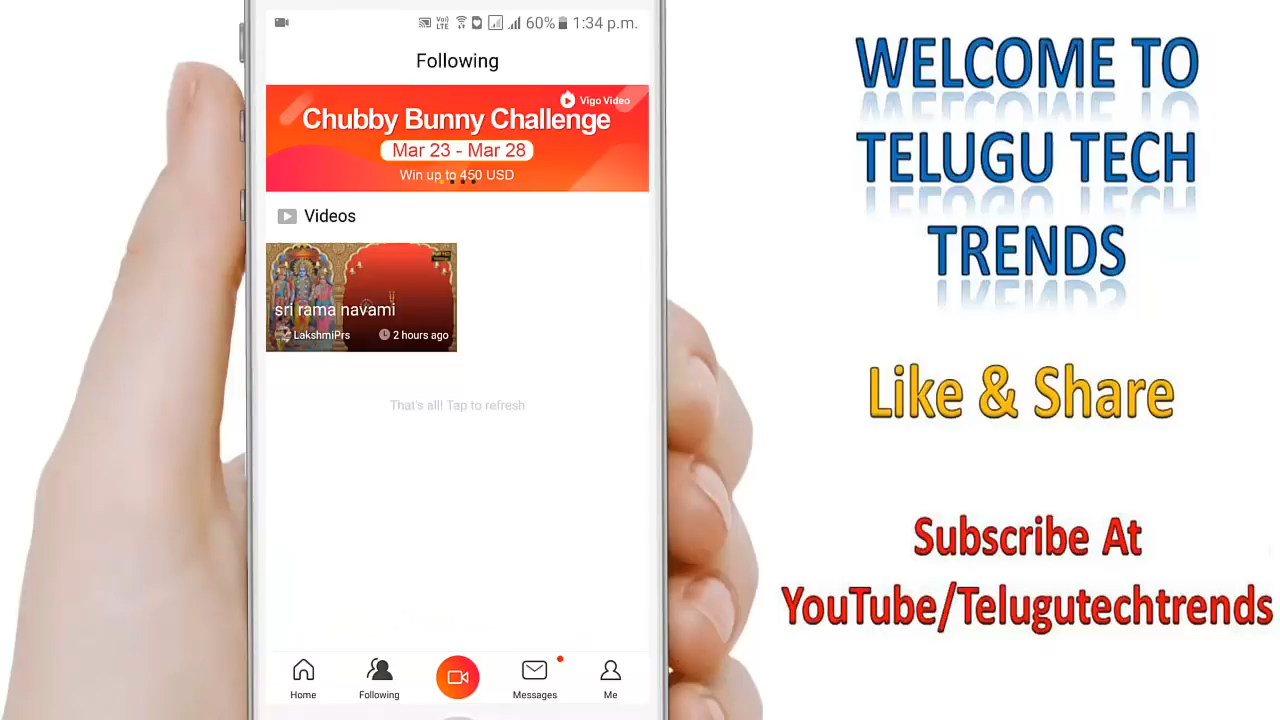 Vo)
LTE
60%
1:34 p.m.
Following
Vigo Video
Chubby Bunny Challenge
Mar 23 - Mar 28
Win up to 450 USD
Videos
sri rama navami
LakshmiPrs
2 hours ago
That's all! Tap to refresh
Home
Following
Messages
Me
WELCOME TO
TELUGU TECH
TRENDS
Like & Share
Subscribe At
YouTube/Telugutechtrends